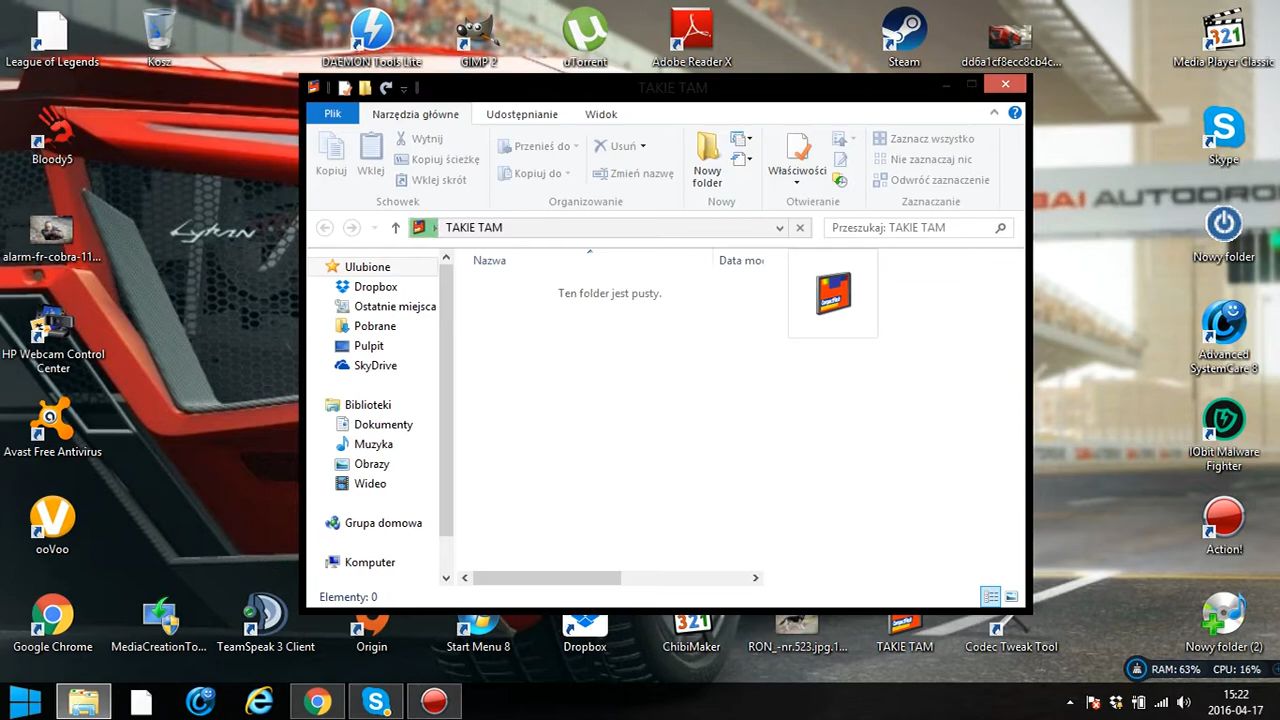 League of Legends
Kosz
DAEMON Tools Lite
GIMP 2
uTorrent
Adobe Reader X
Steam
dd6a1cf8ecc8cb4c...
Media Player Classic
321
TAKIE TAM
Plik
Narzędzia główne
Udostępnianie
Widok
Kopiuj
Wklej
Wytnij
Kopiuj ścieżkę
Wklej skrót
Schowek
Przenieś do
Kopiuj do
Usuń
Zmień nazwę
Organizowanie
Nowy
folder
Nowy
Właściwości
Otwieranie
Zaznacz wszystko
Nie zaznaczaj nic
Odwróć zaznaczenie
Zaznaczanie
TAKIE TAM
Przeszukaj: TAKIE TAM
Ulubione
Dropbox
Ostatnie miejsca
Pobrane
Pulpit
SkyDrive
Biblioteki
Dokumenty
Muzyka
Obrazy
Wideo
Grupa domowa
Komputer
Nazwa
Data mo
Ten folder jest pusty.
Elementy: 0
Bloody5
alarm-fr-cobra-11...
HP Webcam Control
Center
Avast Free Antivirus
ooVoo
Lykan
BAI AUTODRO
Skype
Nowy folder
Advanced
SystemCare 8
IObit Malware
Fighter
Action!
Google Chrome
MediaCreationTo...
TeamSpeak 3 Client
Origin
Start Menu 8
Dropbox
321
ChibiMaker
RON_-nr.523.jpg.1...
TAKIE TAM
Codec Tweak Tool
Nowy folder (2)
RAM: 63%
CPU: 16%
15:22
2016-04-17